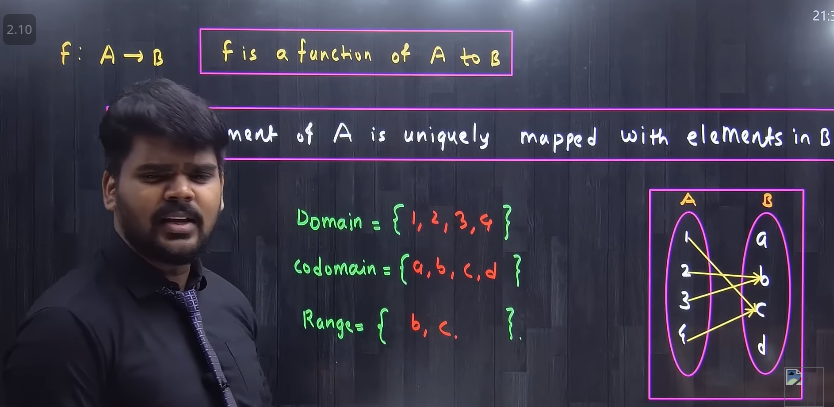 2.10
21:3
f: A → B
f is a function of A to B
ment of A is uniquely mapped with elements in B
Domain = { 1, 2, 3, 4 }
codomain = { a, b, c, d }
Range = { b, c. }.
A B
1 a
2 b
3 c
4 d